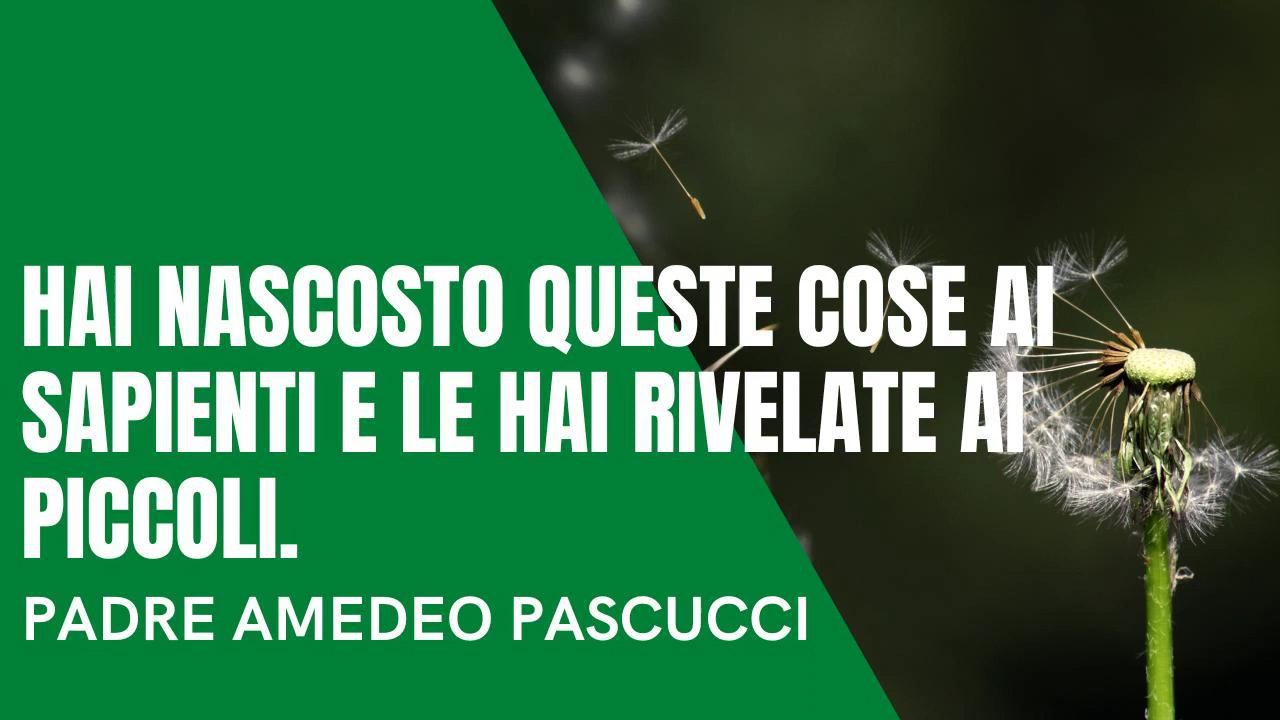 HAI NASCOSTO QUESTE COSE AI
SAPIENTI E LE HAI RIVELATE AI
PICCOLI.
PADRE AMEDEO PASCUCCI